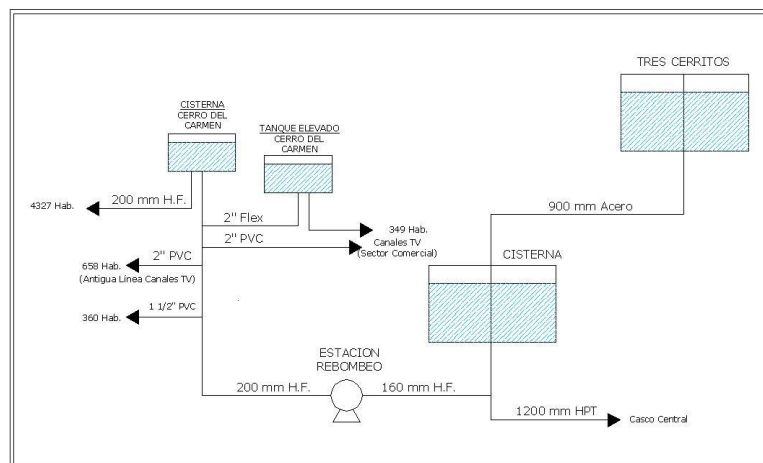 TRES CERRITOS
CISTERNA
CERRO DEL
CARMEN
TANQUE ELEVADO
CERRO DEL
CARMEN
4327 Hab.
200 mm H.F.
900 mm Acero
2" Flex
2" PVC
349 Hab.
Canales TV
(Sector Comercial)
2" PVC
658 Hab.
(Antigua Línea Canales TV)
CISTERNA
1 1/2" PVC
360 Hab.
ESTACION
REBOMBEO
200 mm H.F.
160 mm H.F.
1200 mm HPT
Casco Central